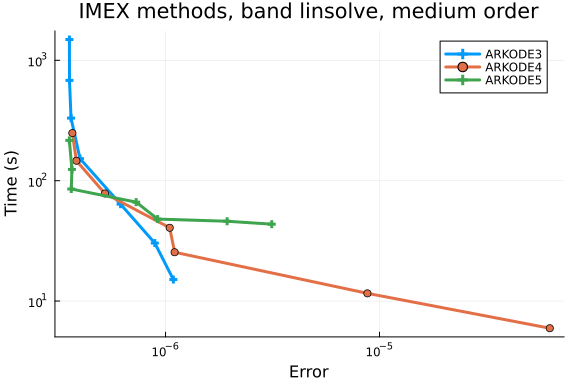 IMEX methods, band linsolve, medium order
ARKODE3
ARKODE4
ARKODE5
Time (s)
10³
10²
10¹
10⁻⁶
10⁻⁵
Error